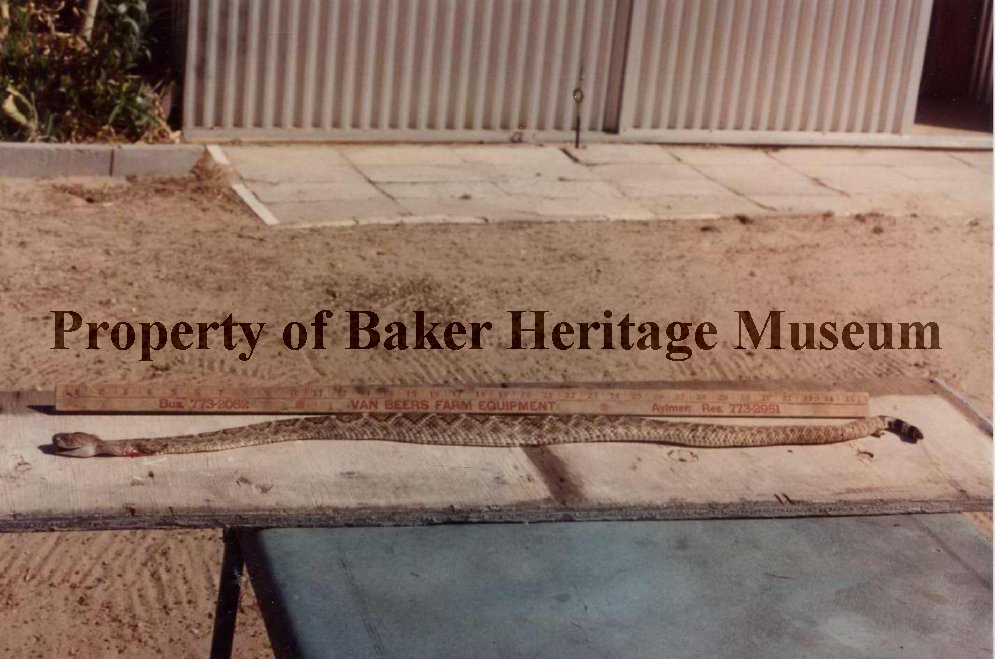 Property of Baker Heritage Museum
Bus. 773-2052 VAN BEERS FARM EQUIPMENT Aylmer, Res. 773-2951